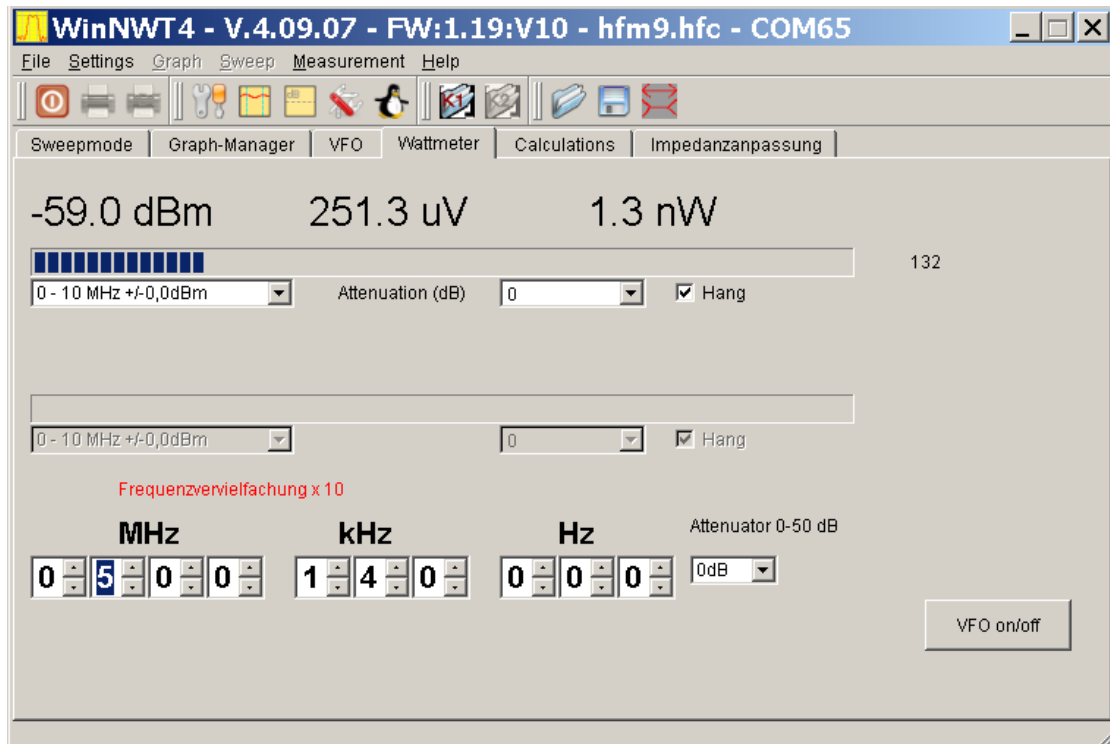 WinNWT4 - V.4.09.07 - FW:1.19:V10 - hfm9.hfc - COM65
File Settings Graph Sweep Measurement Help
K1 K2
Sweepmode Graph-Manager VFO Wattmeter Calculations Impedanzanpassung
-59.0 dBm 251.3 uV 1.3 nW
132
0 - 10 MHz +/-0,0dBm Attenuation (dB) 0 Hang
0 - 10 MHz +/-0,0dBm 0 Hang
Frequenzvervielfachung x 10
MHz kHz Hz Attenuator 0-50 dB
0 5 0 0 1 4 0 0 0 0 0dB
VFO on/off